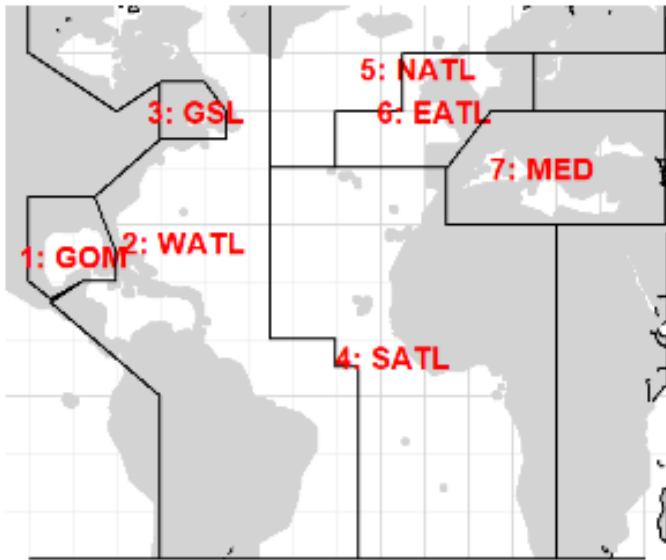 5: NATL
3: GSL
6: EATL
7: MED
2: WATL
1: GOM
4: SATL